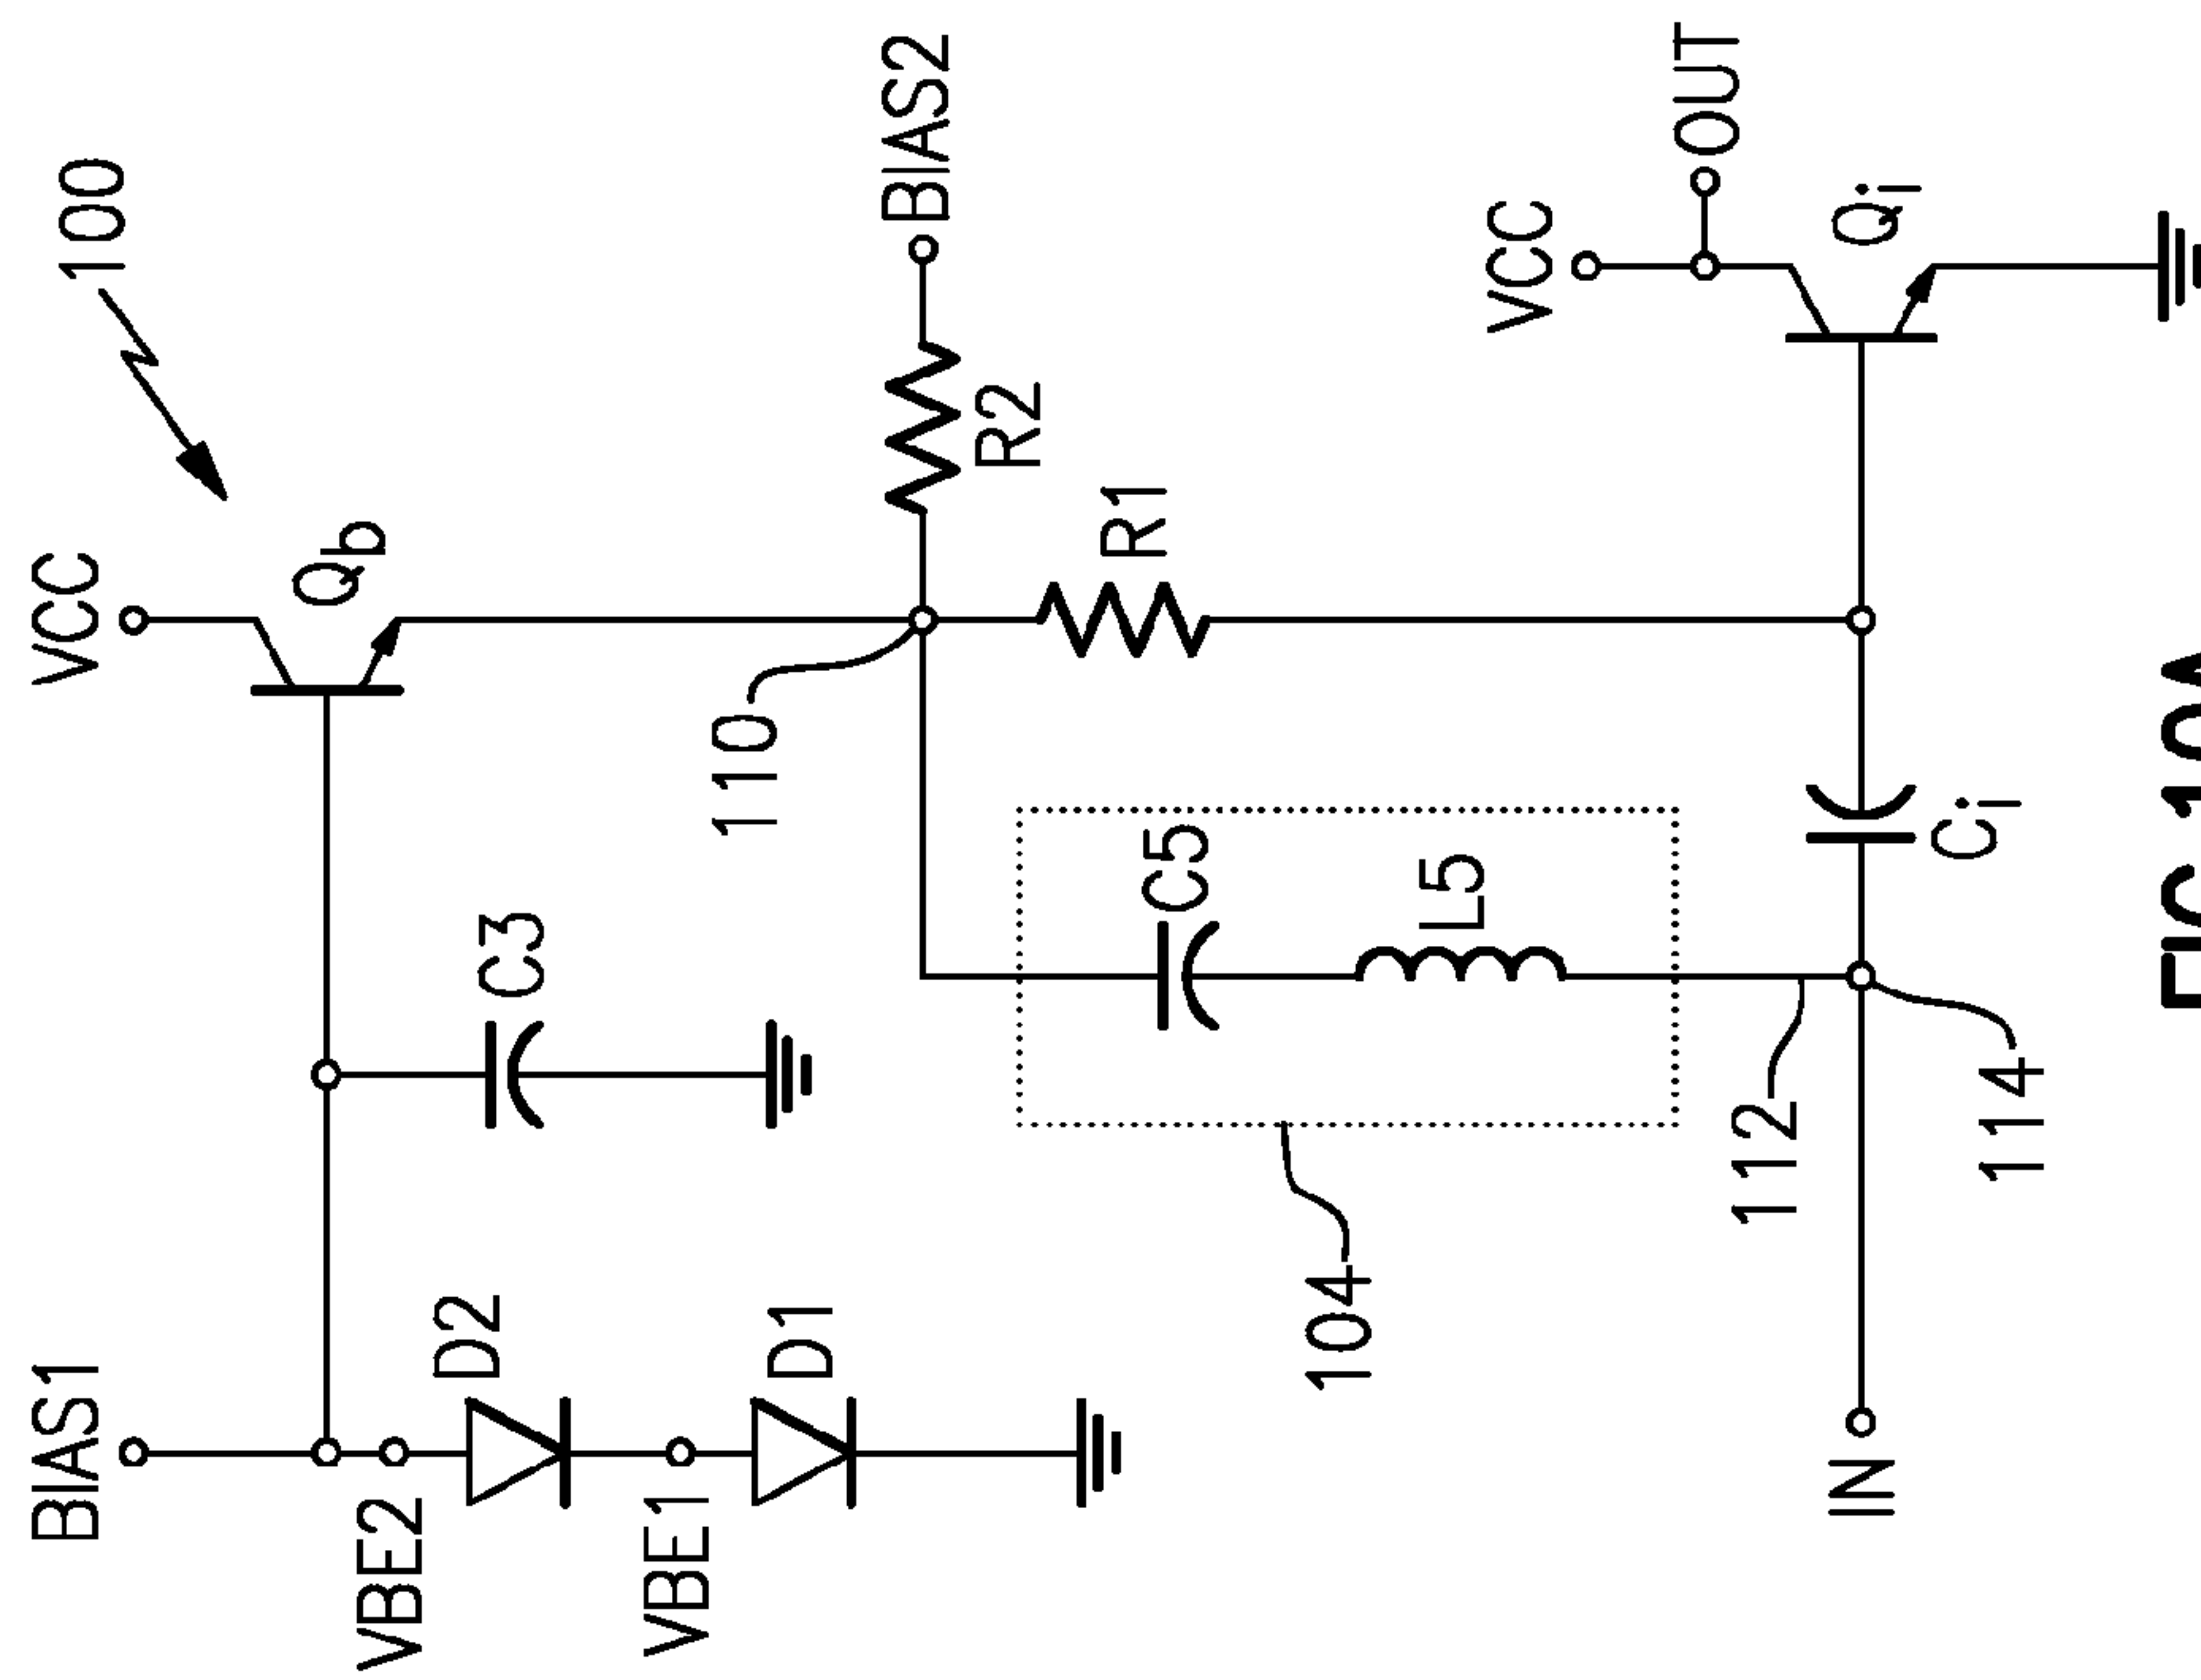 100
VCC
Qb
BIAS1
VBE2
D2
VBE1
D1
C3
110
BIAS2
R2
R1
104
C5
L5
112
114
IN
Ci
VCC
OUT
Qi